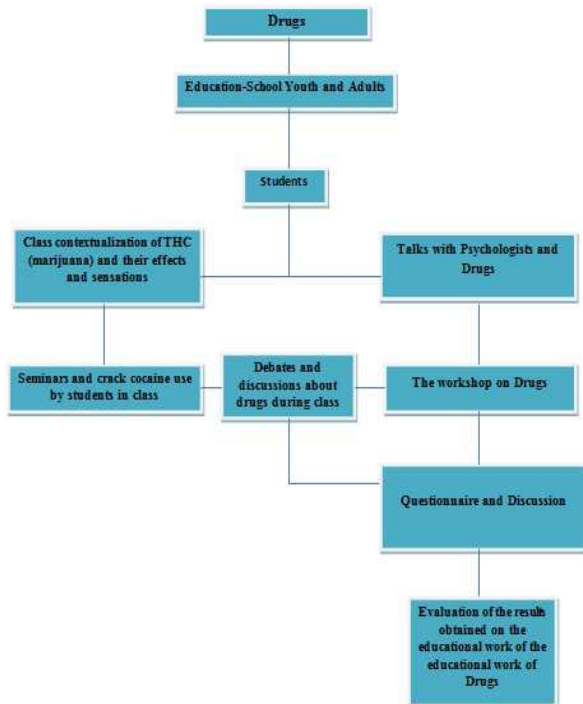 Drugs
Education-School Youth and Adults
Students
Class contextualization of THC
(marijuana) and their effects
and sensations
Talks with Psychologists and
Drugs
Seminars and crack cocaine use
by students in class
Debates and
discussions about
drugs during class
The workshop on Drugs
Questionnaire and Discussion
Evaluation of the results
obtained on the
educational work of the
educational work of
Drugs